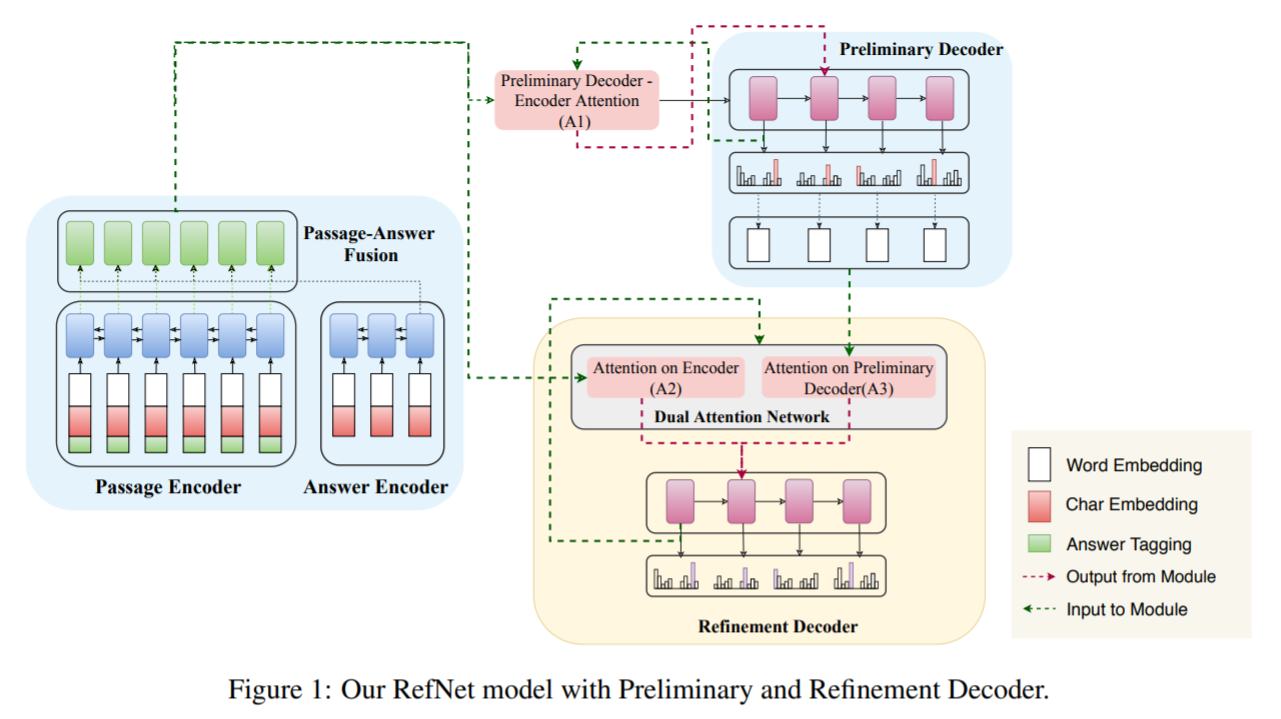 Preliminary Decoder -
Encoder Attention
(A1)
Preliminary Decoder
Passage-Answer
Fusion
Passage Encoder
Answer Encoder
Attention on Encoder
(A2)
Attention on Preliminary
Decoder(A3)
Dual Attention Network
Refinement Decoder
Word Embedding
Char Embedding
Answer Tagging
Output from Module
Input to Module
Figure 1: Our RefNet model with Preliminary and Refinement Decoder.